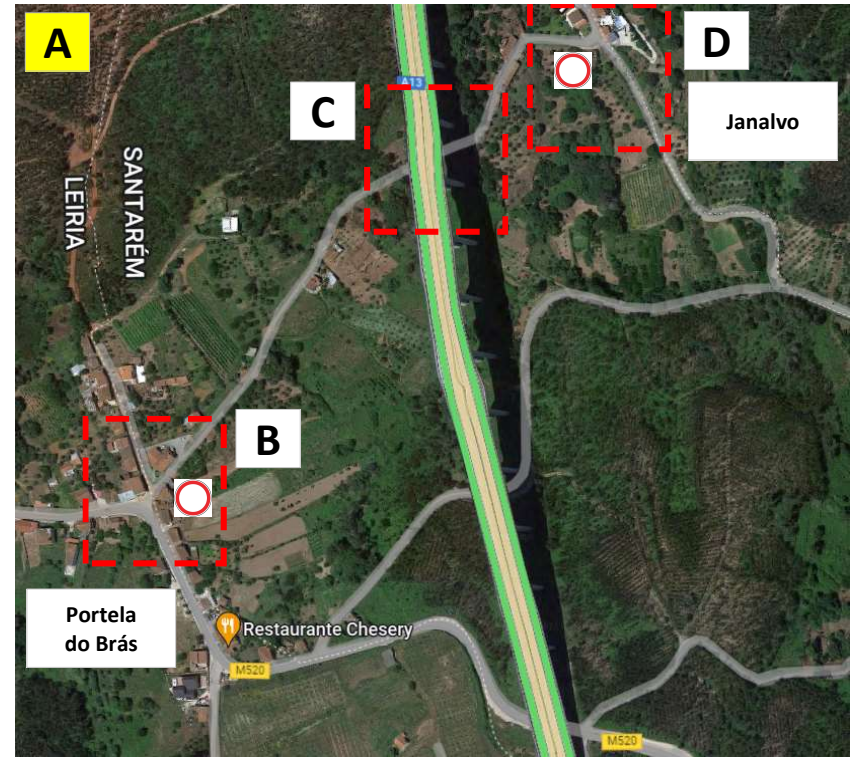 A
D
A13
C
Janalvo
SANTARÉM
LEIRIA
B
Portela
do Brás
Restaurante Chesery
M520
M520